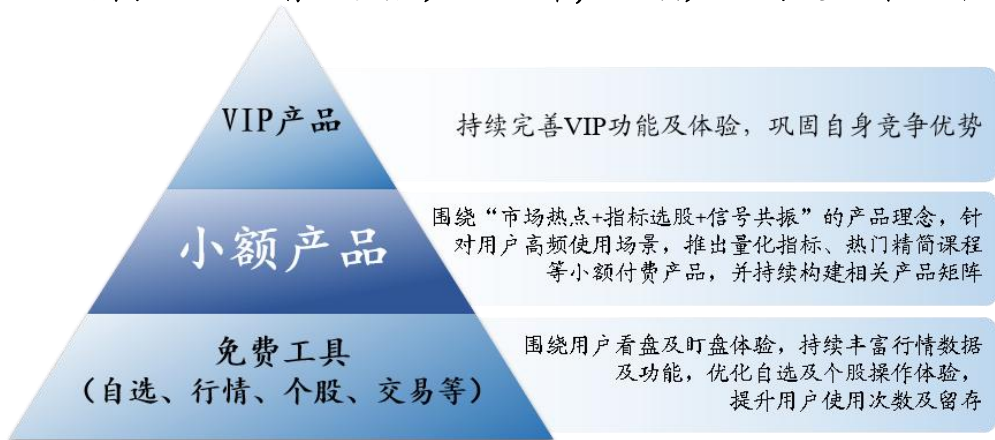 VIP产品
持续完善VIP功能及体验，巩固自身竞争优势
小额产品
围绕“市场热点+指标选股+信号共振”的产品理念，针
对用户高频使用场景，推出量化指标、热门精简课程
等小额付费产品，并持续构建相关产品矩阵
免费工具
（自选、行情、个股、交易等）
围绕用户看盘及盯盘体验，持续丰富行情数据
及功能，优化自选及个股操作体验，
提升用户使用次数及留存